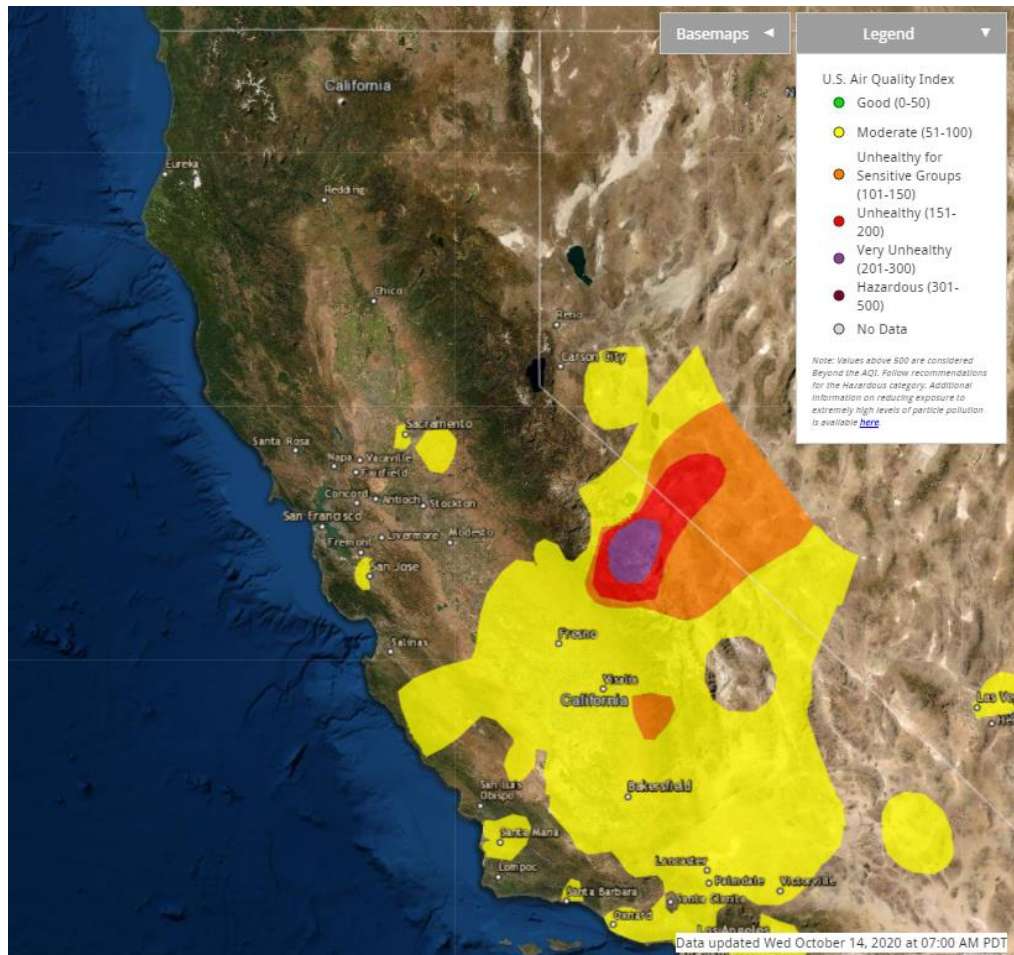 Basemaps
Legend
U.S. Air Quality Index
Good (0-50)
Moderate (51-100)
Unhealthy for
Sensitive Groups
(101-150)
Unhealthy (151-
200)
Very Unhealthy
(201-300)
Hazardous (301-
500)
No Data
Note: Values above 500 are considered
Beyond the AQI. Follow recommendations
for the Hazardous category. Additional
information on reducing exposure to
extremely high levels of particle pollution
is available here.
California
N
Eureka
Redding
Chico
Reno
Carson City
Sacramento
Santa Rosa
Napa
Vacaville
Fairfield
Concord
Antioch
Stockton
San Francisco
Livermore
Modesto
Fremont
San Jose
Salinas
Fresno
Visalia
California
Las Ve
He
San Luis
Obispo
Bakersfield
Santa Maria
Lompoc
Lancaster
Palmdale
Victorville
Santa Barbara
Santa Clarita
Oxnard
Los Angeles
Data updated Wed October 14, 2020 at 07:00 AM PDT